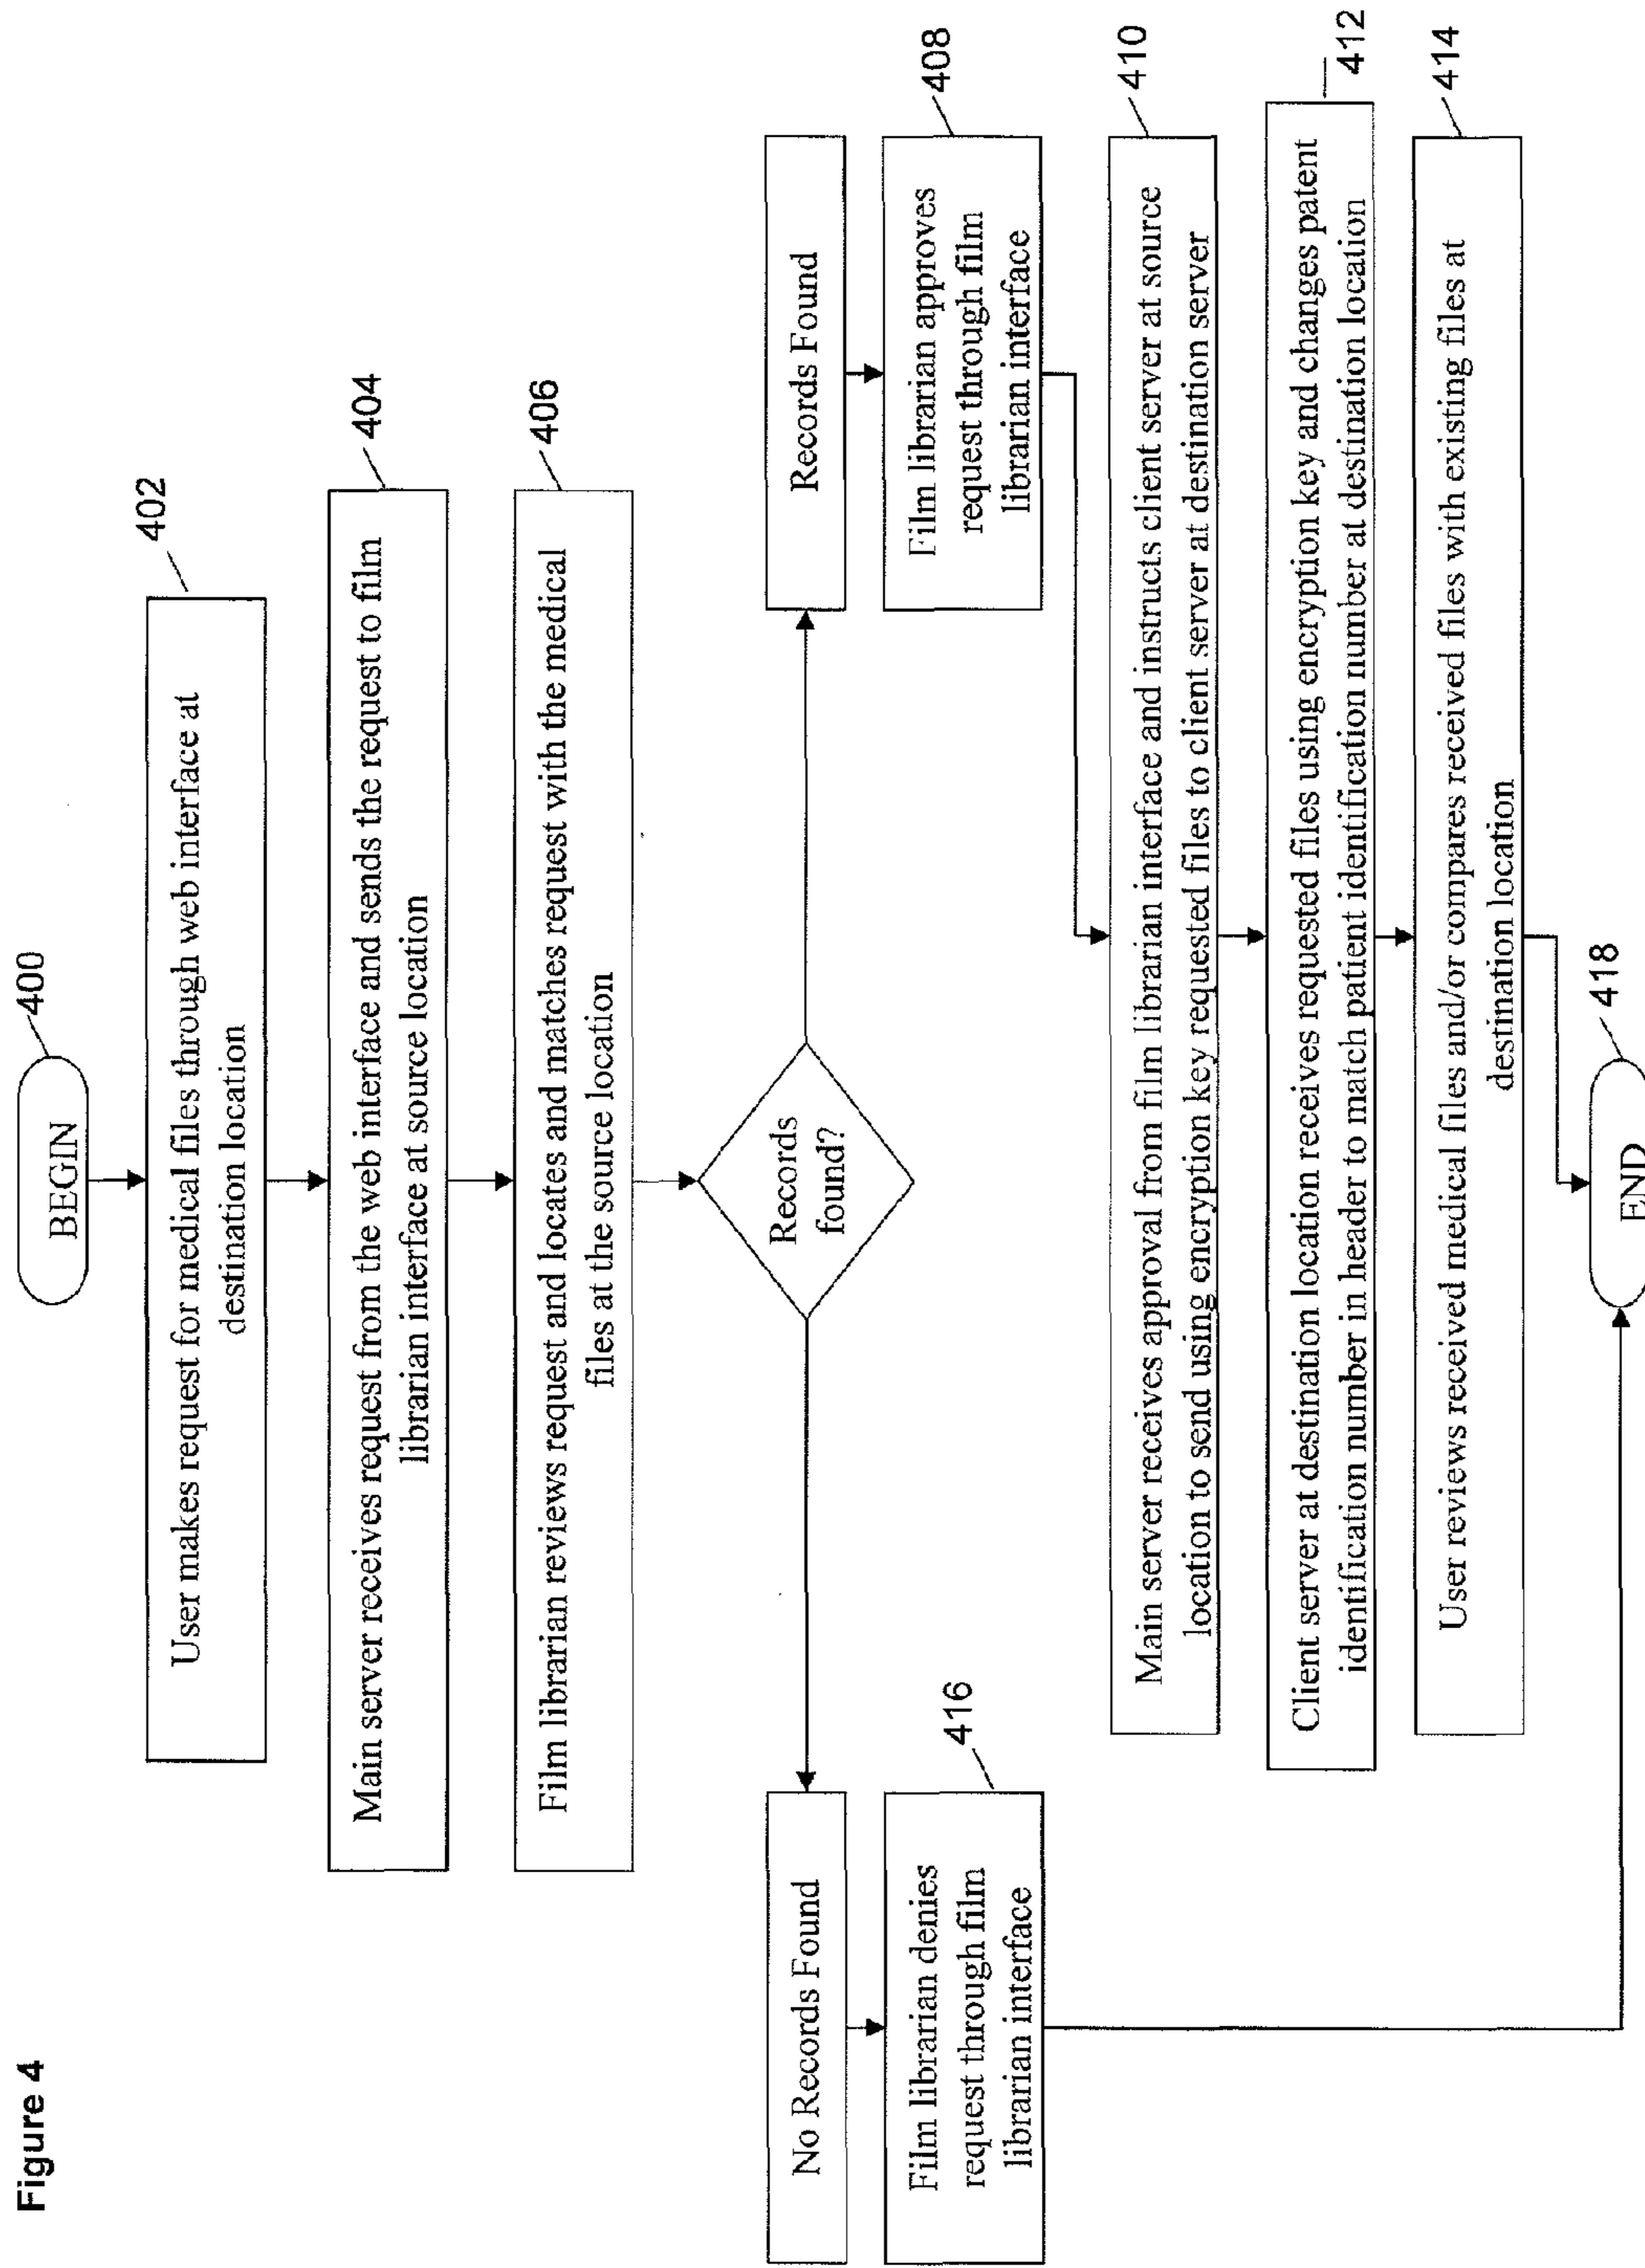 Figure 4
BEGIN
400
User makes request for medical files through web interface at
destination location
402
Main server receives request from the web interface and sends the request to film
librarian interface at source location
404
Film librarian reviews request and locates and matches request with the medical
files at the source location
406
Records
found?
No Records Found
Records Found
Film librarian denies
request through film
librarian interface
416
Film librarian approves
request through film
librarian interface
408
Main server receives approval from film librarian interface and instructs client server at source
location to send using encryption key requested files to client server at destination server
410
Client server at destination location receives requested files using encryption key and changes patent
identification number in header to match patient identification number at destination location
412
User reviews received medical files and/or compares received files with existing files at
destination location
414
END
418